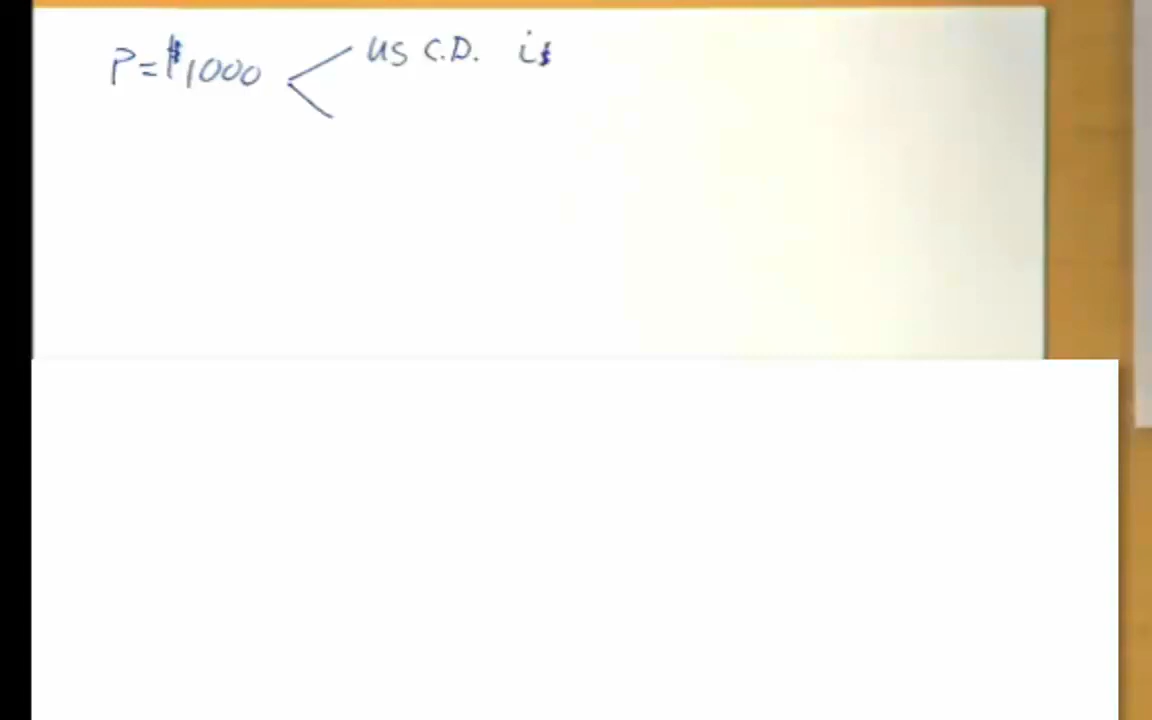 P = $1000 < US C.D. i$